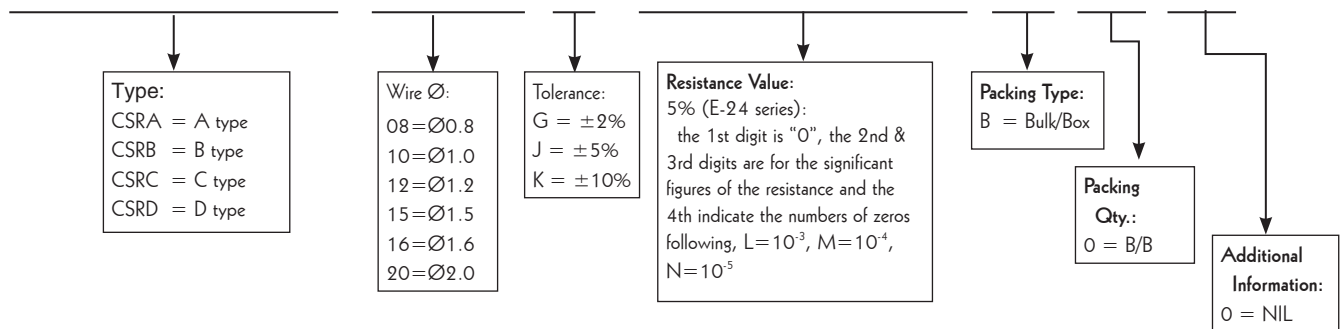 Type:
CSRA = A type
CSRB = B type
CSRC = C type
CSRD = D type
Wire Ø:
08=Ø0.8
10=Ø1.0
12=Ø1.2
15=Ø1.5
16=Ø1.6
20=Ø2.0
Tolerance:
G = ±2%
J = ±5%
K = ±10%
Resistance Value:
5% (E-24 series):
the 1st digit is “0”, the 2nd &
3rd digits are for the significant
figures of the resistance and the
4th indicate the numbers of zeros
following, L=10⁻³, M=10⁻⁴,
N=10⁻⁵
Packing Type:
B = Bulk/Box
Packing
Qty.:
0 = B/B
Additional
Information:
0 = NIL